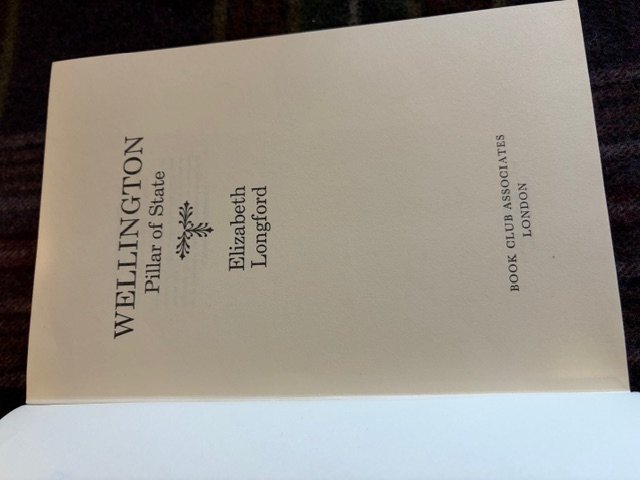 WELLINGTON
Pillar of State
Elizabeth
Longford
BOOK CLUB ASSOCIATES
LONDON